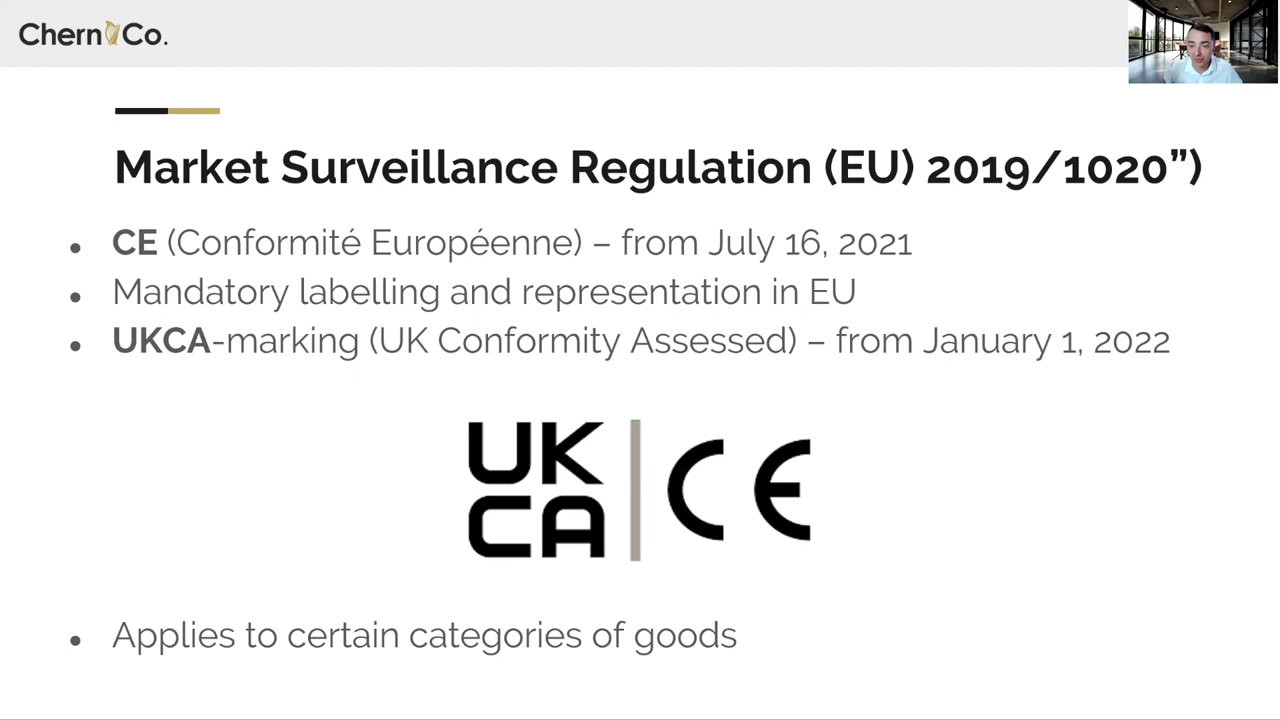 Chern Co.
Market Surveillance Regulation (EU) 2019/1020”)
• CE (Conformité Européenne) – from July 16, 2021
• Mandatory labelling and representation in EU
• UKCA-marking (UK Conformity Assessed) – from January 1, 2022
UK
CA
CE
• Applies to certain categories of goods